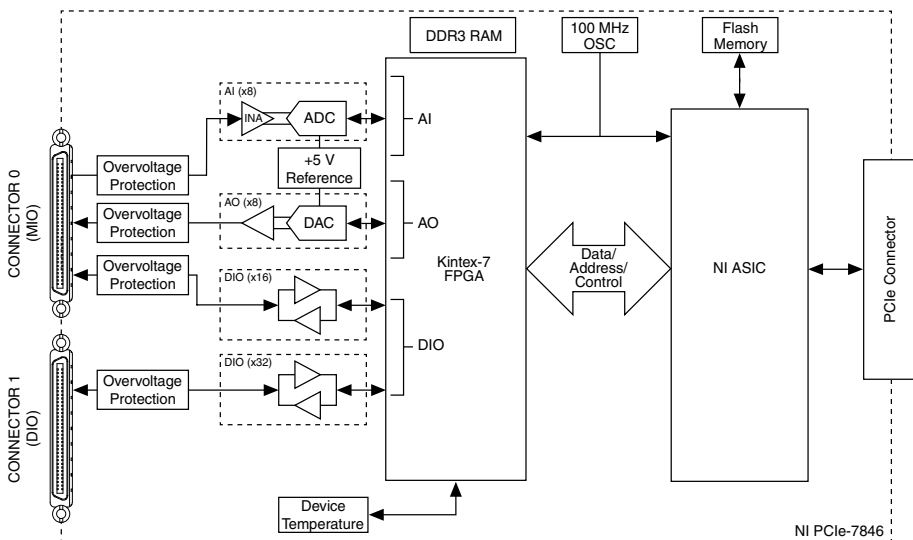 DDR3 RAM
100 MHz
OSC
Flash
Memory
AI (x8)
INA
ADC
AI
Overvoltage
Protection
+5 V
Reference
CONNECTOR 0
(MIO)
AO (x8)
DAC
AO
Overvoltage
Protection
Kintex-7
FPGA
Data/
Address/
Control
NI ASIC
PCIe Connector
Overvoltage
Protection
DIO (x16)
DIO
CONNECTOR 1
(DIO)
Overvoltage
Protection
DIO (x32)
Device
Temperature
NI PCIe-7846